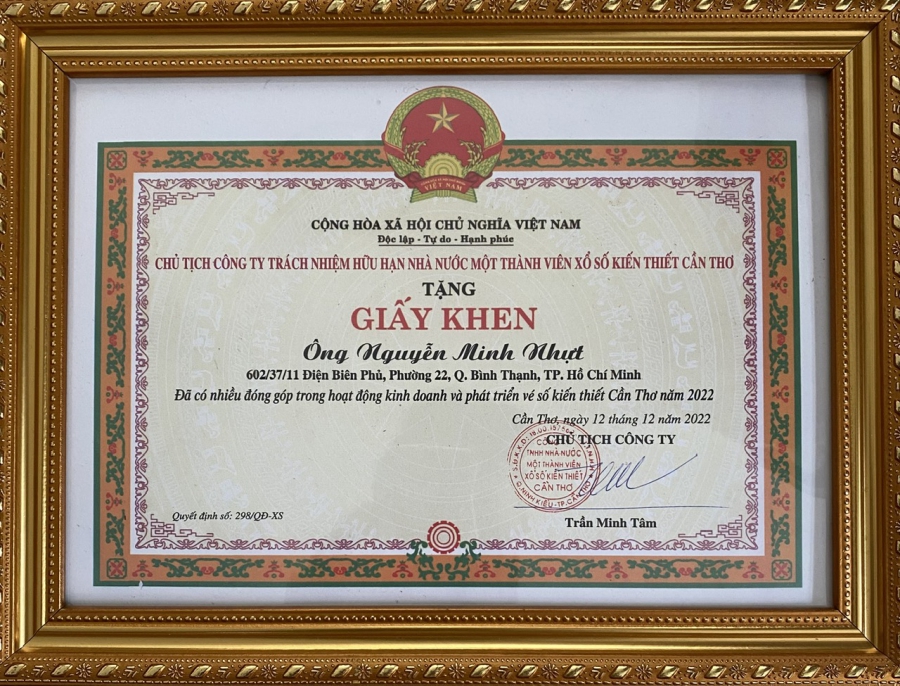 VIỆT NAM
CỘNG HÒA XÃ HỘI CHỦ NGHĨA VIỆT NAM
Độc lập - Tự do - Hạnh phúc
CHỦ TỊCH CÔNG TY TRÁCH NHIỆM HỮU HẠN NHÀ NƯỚC MỘT THÀNH VIÊN XỔ SỐ KIẾN THIẾT CẦN THƠ
TẶNG
GIẤY KHEN
Ông Nguyễn Minh Nhựt
602/37/11 Điện Biên Phủ, Phường 22, Q. Bình Thạnh, TP. Hồ Chí Minh
Đã có nhiều đóng góp trong hoạt động kinh doanh và phát triển vé số kiến thiết Cần Thơ năm 2022
Cần Thơ, ngày 12 tháng 12 năm 2022
CHỦ TỊCH CÔNG TY
TNHH NHÀ NƯỚC
MỘT THÀNH VIÊN
XỔ SỐ KIẾN THIẾT
CẦN THƠ
Q.NINH KIỀU-TP.CẦN THƠ
Quyết định số: 298/QĐ-XS
Trần Minh Tâm